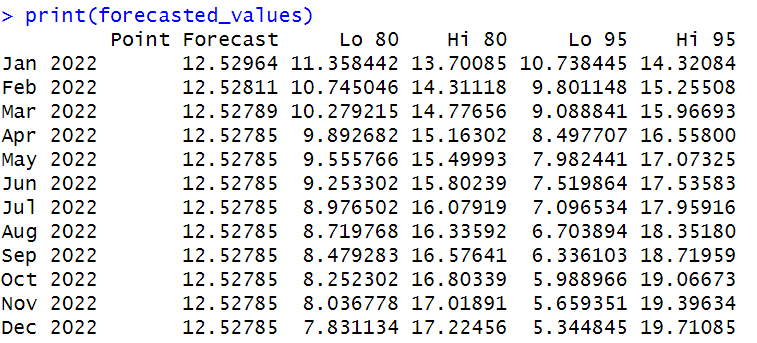 > print(forecasted_values)
Point Forecast Lo 80 Hi 80 Lo 95 Hi 95
Jan 2022 12.52964 11.358442 13.70085 10.738445 14.32084
Feb 2022 12.52811 10.745046 14.31118 9.801148 15.25508
Mar 2022 12.52789 10.279215 14.77656 9.088841 15.96693
Apr 2022 12.52785 9.892682 15.16302 8.497707 16.55800
May 2022 12.52785 9.555766 15.49993 7.982441 17.07325
Jun 2022 12.52785 9.253302 15.80239 7.519864 17.53583
Jul 2022 12.52785 8.976502 16.07919 7.096534 17.95916
Aug 2022 12.52785 8.719768 16.33592 6.703894 18.35180
Sep 2022 12.52785 8.479283 16.57641 6.336103 18.71959
Oct 2022 12.52785 8.252302 16.80339 5.988966 19.06673
Nov 2022 12.52785 8.036778 17.01891 5.659351 19.39634
Dec 2022 12.52785 7.831134 17.22456 5.344845 19.71085